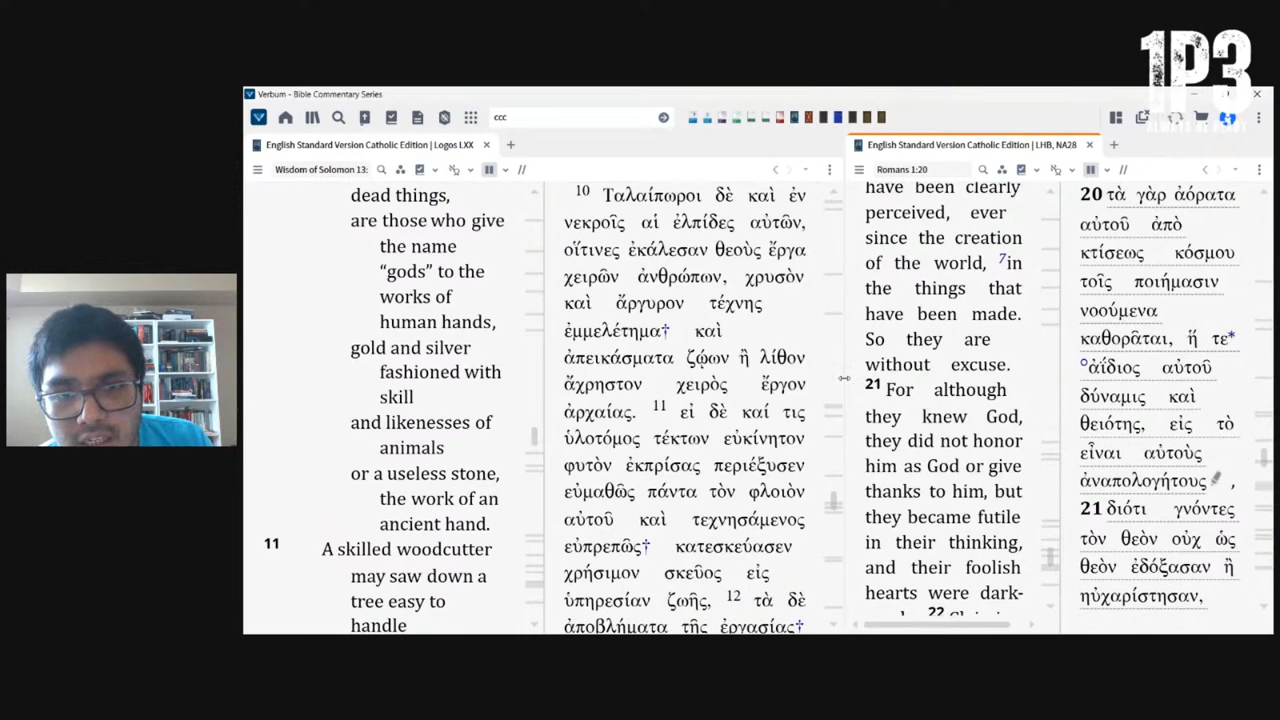 1P3
ALWAYS BE READY
Verbum - Bible Commentary Series
ccc
English Standard Version Catholic Edition | Logos LXX
English Standard Version Catholic Edition | LHB, NA28
Wisdom of Solomon 13:
Romans 1:20
dead things,
are those who give
the name
“gods” to the
works of
human hands,
gold and silver
fashioned with
skill
and likenesses of
animals
or a useless stone,
the work of an
ancient hand.
11 A skilled woodcutter
may saw down a
tree easy to
handle
10 Ταλαίπωροι δὲ καὶ ἐν
νεκροῖς αἱ ἐλπίδες αὐτῶν,
οἵτινες ἐκάλεσαν θεοὺς ἔργα
χειρῶν ἀνθρώπων, χρυσὸν
καὶ ἄργυρον τέχνης
ἐμμελέτημα† καὶ
ἀπεικάσματα ζῴων ἢ λίθον
ἄχρηστον χειρὸς ἔργον
ἀρχαίας. 11 εἰ δὲ καί τις
ὑλοτόμος τέκτων εὐκίνητον
φυτὸν ἐκπρίσας περιέξυσεν
εὐμαθῶς πάντα τὸν φλοιὸν
αὐτοῦ καὶ τεχνησάμενος
εὐπρεπῶς† κατεσκεύασεν
χρήσιμον σκεῦος εἰς
ὑπηρεσίαν ζωῆς, 12 τὰ δὲ
ἀποβλήματα τῆς ἐργασίας†
have been clearly
perceived, ever
since the creation
of the world, 7in
the things that
have been made.
So they are
without excuse.
21 For although
they knew God,
they did not honor
him as God or give
thanks to him, but
they became futile
in their thinking,
and their foolish
hearts were dark-
22
20 τὰ γὰρ ἀόρατα
αὐτοῦ ἀπὸ
κτίσεως κόσμου
τοῖς ποιήμασιν
νοούμενα
καθορᾶται, ἥ τε*
°ἀΐδιος αὐτοῦ
δύναμις καὶ
θειότης, εἰς τὸ
εἶναι αὐτοὺς
ἀναπολογήτους ,
21 διότι γνόντες
τὸν θεὸν οὐχ ὡς
θεὸν ἐδόξασαν ἢ
ηὐχαρίστησαν,